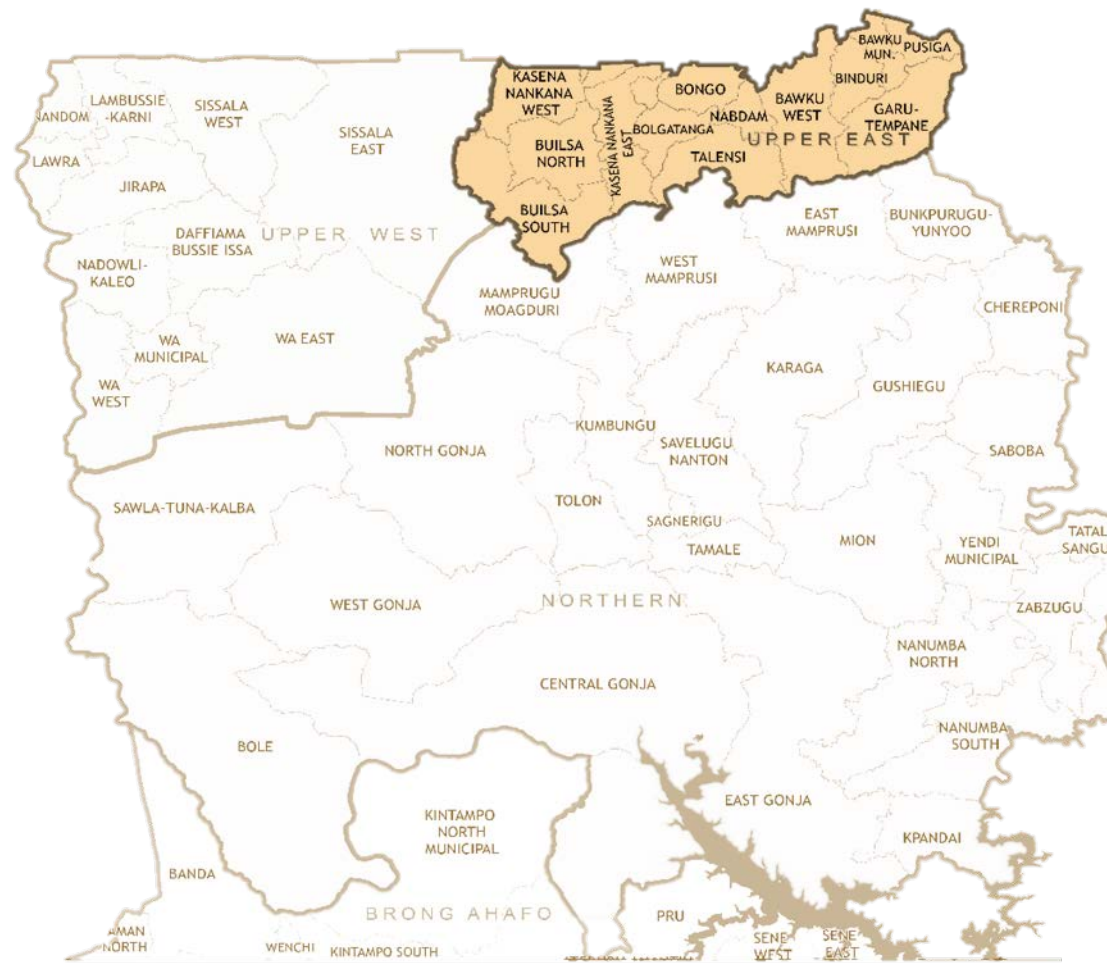 BAWKU
MUN.
PUSIGA
KASENA
NANKANA
WEST
BINDURI
BONGO
LAMBUSSIE
-KARNI
SISSALA
WEST
NANDOM
BAWKU
WEST
NABDAM
GARU-
TEMPANE
KASENA NANKANA
EAST
BOLGATANGA
SISSALA
EAST
UPPER EAST
BUILSA
NORTH
TALENSI
LAWRA
JIRAPA
BUILSA
SOUTH
EAST
MAMPRUSI
BUNKPURUGU-
YUNYOO
DAFFIAMA
BUSSIE ISSA
UPPER WEST
NADOWLI-
KALEO
WEST
MAMPRUSI
MAMPRUGU
MOAGDURI
CHEREPONI
WA
MUNICIPAL
WA EAST
KARAGA
GUSHIEGU
WA
WEST
KUMBUNGU
NORTH GONJA
SAVELUGU
NANTON
SABOBA
SAWLA-TUNA-KALBA
TOLON
SAGNERIGU
TAMALE
MION
YENDI
MUNICIPAL
TATAL
SANGU
WEST GONJA
NORTHERN
ZABZUGU
NANUMBA
NORTH
CENTRAL GONJA
BOLE
NANUMBA
SOUTH
EAST GONJA
KINTAMPO
NORTH
MUNICIPAL
KPANDAI
BANDA
BRONG AHAFO
PRU
AMAN
NORTH
WENCHI
KINTAMPO SOUTH
SENE
WEST
SENE
EAST